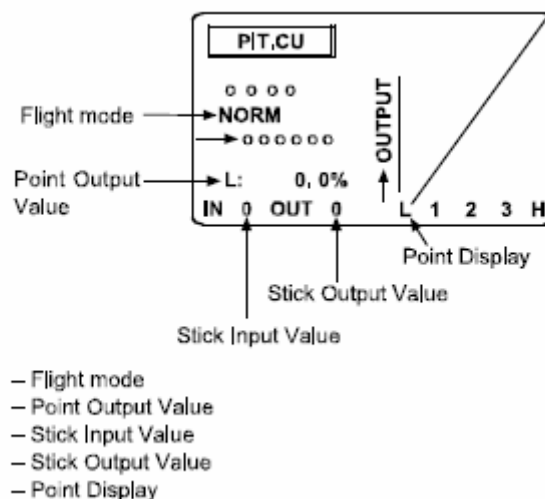 PIT,CU
o o o o
Flight mode NORM
o o o o o o
OUTPUT
Point Output Value L: 0, 0%
IN 0 OUT 0 L 1 2 3 H
Point Display
Stick Output Value
Stick Input Value
– Flight mode
– Point Output Value
– Stick Input Value
– Stick Output Value
– Point Display